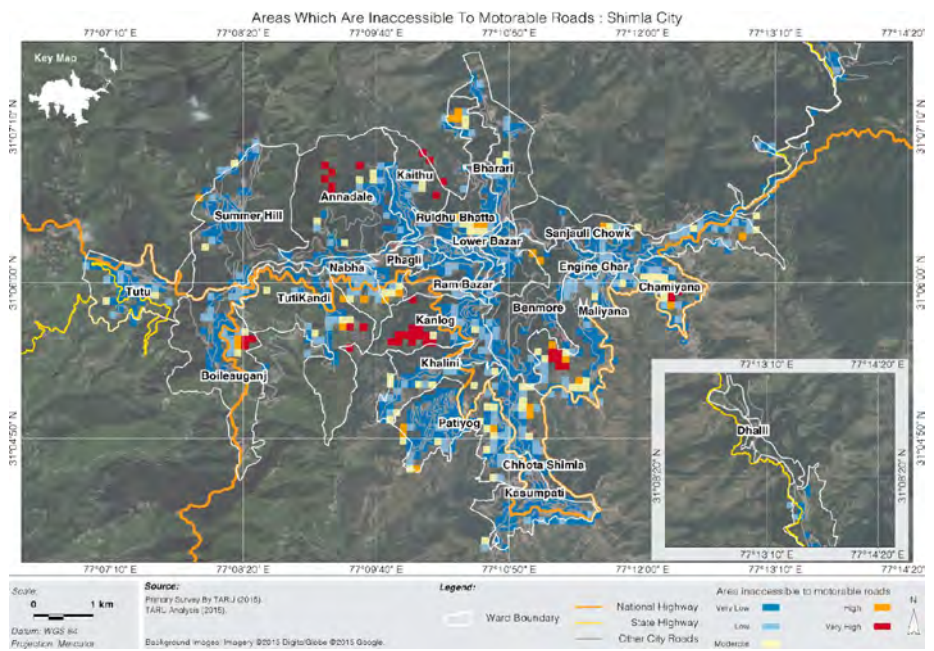 Areas Which Are Inaccessible To Motorable Roads : Shimla City
77°07'10" E
77°08'20" E
77°09'40" E
77°10'50" E
77°12'00" E
77°13'10" E
77°14'20" E
Key Map
31°07'10" N
31°07'10" N
Bharari
Kaithu
Annadale
Summer Hill
Ruldhu Bhatta
Sanjauli Chowk
Lower Bazar
Phagli
Nabha
Engine Ghar
31°06'00" N
31°06'00" N
Tutu
Ram Bazar
Chamiyana
TutiKandi
Benmore
Maliyana
Kanlog
Khalini
Boileauganj
77°13'10" E
77°14'20" E
31°04'50" N
31°04'50" N
Patiyog
Dhalli
31°08'20" N
31°08'20" N
Chhota Shimla
Kasumpati
77°13'10" E
77°14'20" E
77°07'10" E
77°08'20" E
77°09'40" E
77°10'50" E
77°12'00" E
77°13'10" E
77°14'20" E
Scale:
0 1 km
Datum: WGS 84
Projection: Mercator
Source:
Primary Survey By TARU (2015).
TARU Analysis (2015).
Background Images: Imagery ©2015 DigitalGlobe ©2015 Google.
Legend:
Ward Boundary
National Highway
State Highway
Other City Roads
Area inaccessible to motorable roads
Very Low
Low
Moderate
High
Very High
N